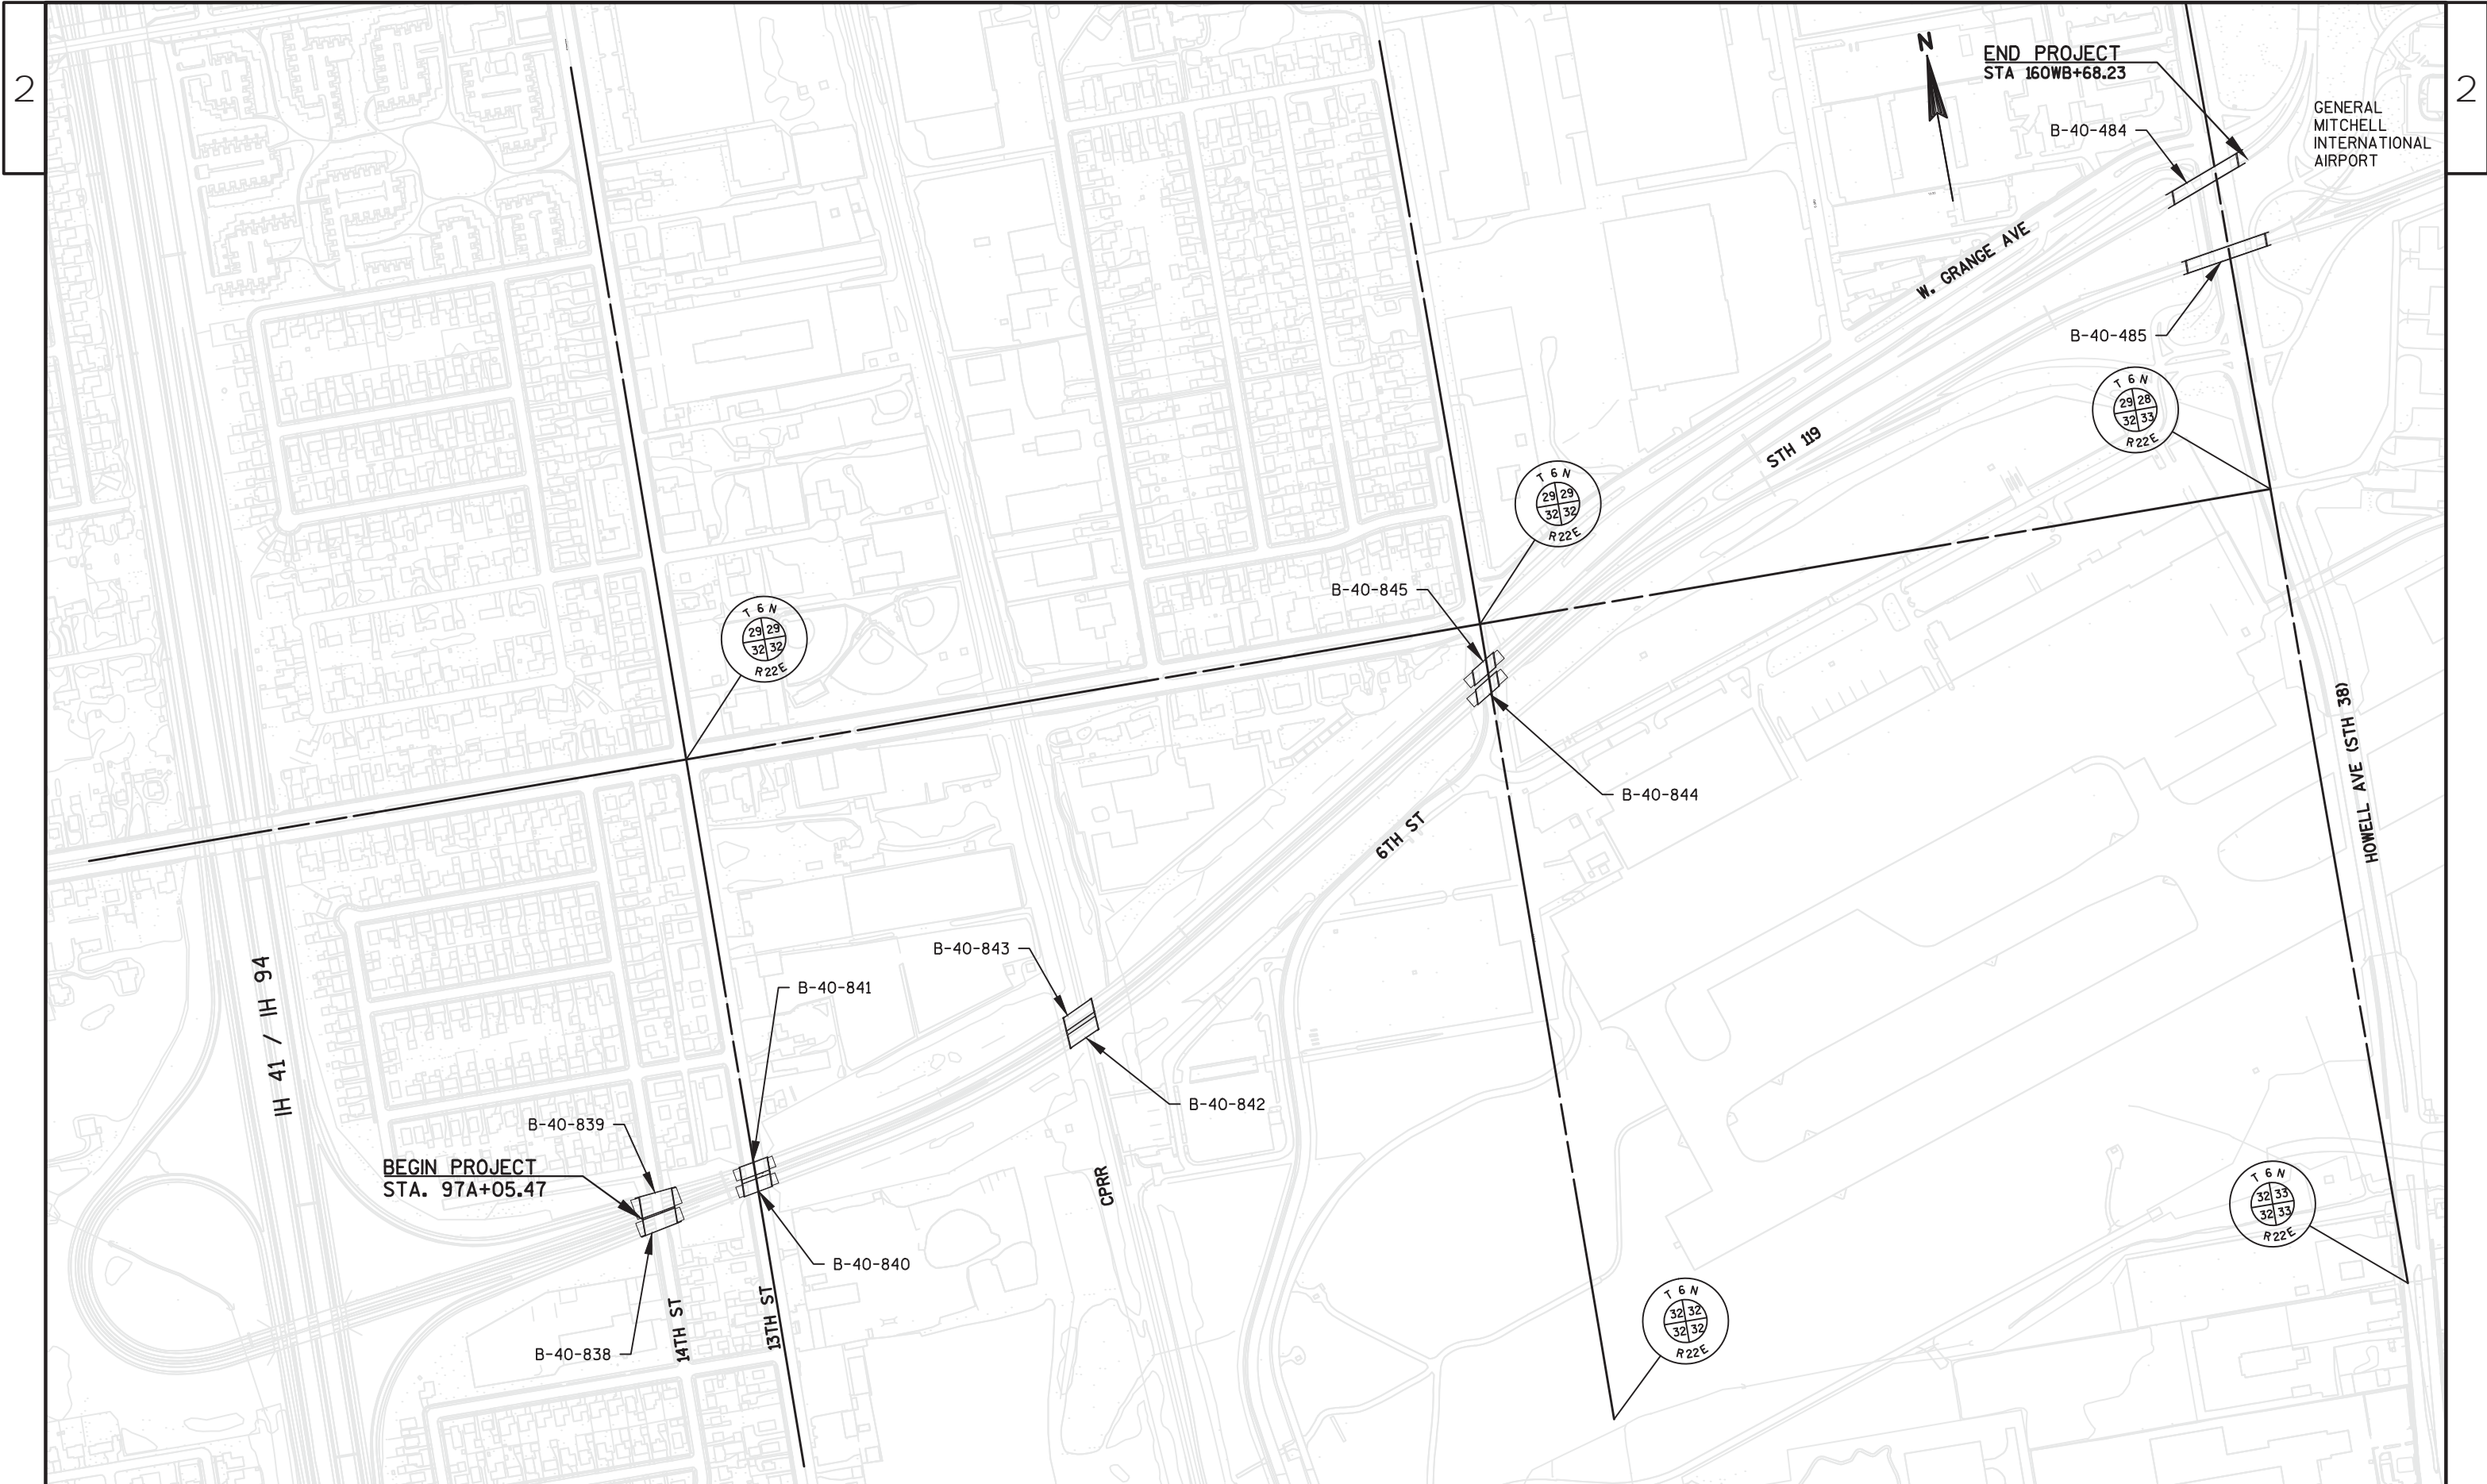 2
2
N
END PROJECT
STA 160WB+68.23
GENERAL
MITCHELL
INTERNATIONAL
AIRPORT
B-40-484
W. GRANGE AVE
B-40-485
T 6 N
29 28
32 33
R22E
STH 119
T 6 N
29 29
32 32
R22E
B-40-845
T 6 N
29 29
32 32
R22E
HOWELL AVE (STH 38)
B-40-844
6TH ST
B-40-843
IH 41 / IH 94
B-40-841
B-40-842
B-40-839
BEGIN PROJECT
STA. 97A+05.47
CPRR
T 6 N
32 33
32 33
R22E
B-40-840
T 6 N
32 32
32 32
R22E
14TH ST
13TH ST
B-40-838